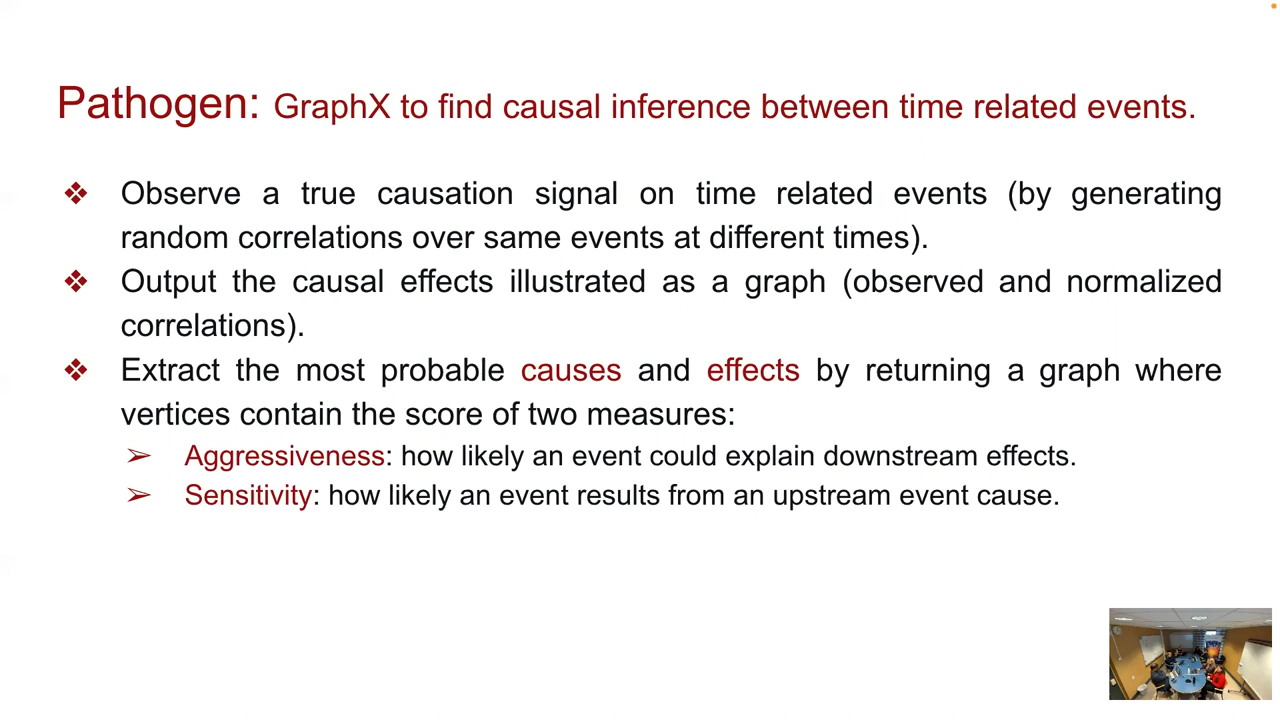 Pathogen: GraphX to find causal inference between time related events.
❖ Observe a true causation signal on time related events (by generating
random correlations over same events at different times).
❖ Output the causal effects illustrated as a graph (observed and normalized
correlations).
❖ Extract the most probable causes and effects by returning a graph where
vertices contain the score of two measures:
➢ Aggressiveness: how likely an event could explain downstream effects.
➢ Sensitivity: how likely an event results from an upstream event cause.